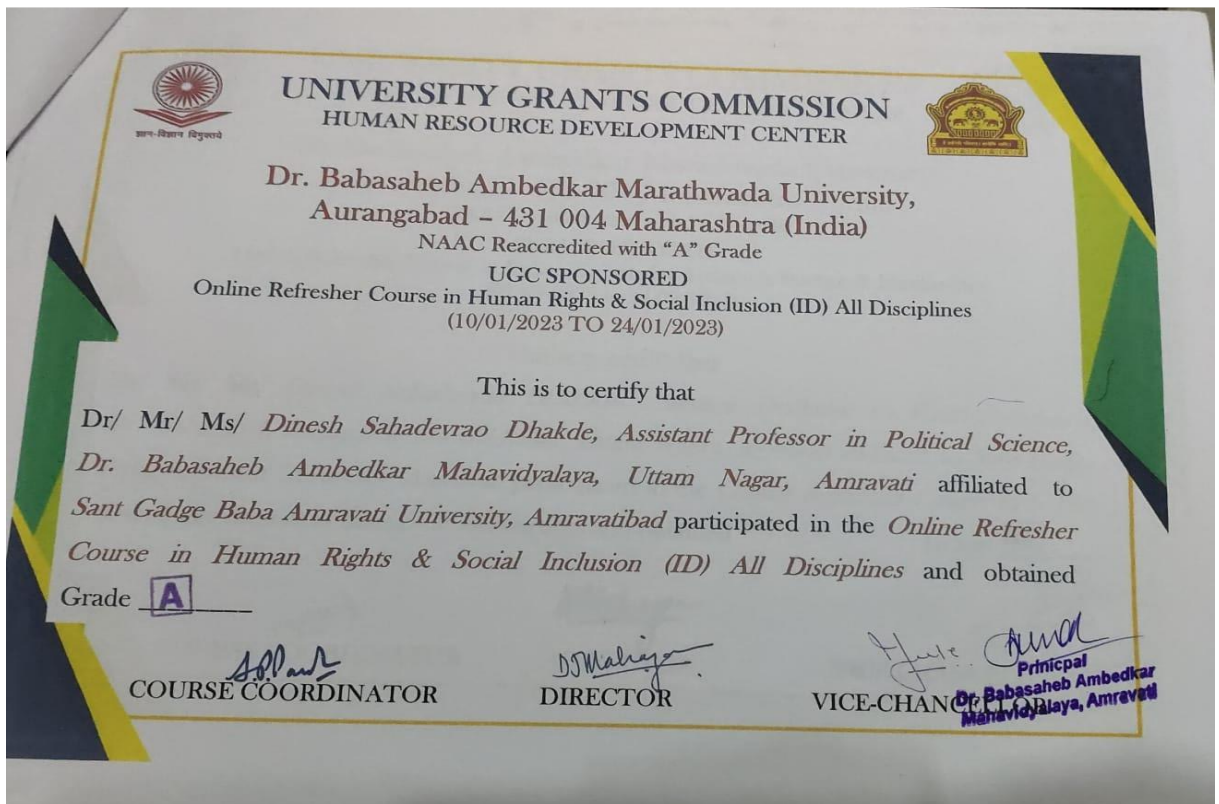 UNIVERSITY GRANTS COMMISSION
HUMAN RESOURCE DEVELOPMENT CENTER
ज्ञान-विज्ञान विमुक्तये
Dr. Babasaheb Ambedkar Marathwada University,
Aurangabad – 431 004 Maharashtra (India)
NAAC Reaccredited with “A” Grade
UGC SPONSORED
Online Refresher Course in Human Rights & Social Inclusion (ID) All Disciplines
(10/01/2023 TO 24/01/2023)
This is to certify that
Dr/ Mr/ Ms/ Dinesh Sahadevrao Dhakde, Assistant Professor in Political Science,
Dr. Babasaheb Ambedkar Mahavidyalaya, Uttam Nagar, Amravati affiliated to
Sant Gadge Baba Amravati University, Amravatibad participated in the Online Refresher
Course in Human Rights & Social Inclusion (ID) All Disciplines and obtained
Grade A
COURSE COORDINATOR
DIRECTOR
VICE-CHANCELLOR
Prinicpal
Dr. Babasaheb Ambedkar
Mahavidyalaya, Amravati